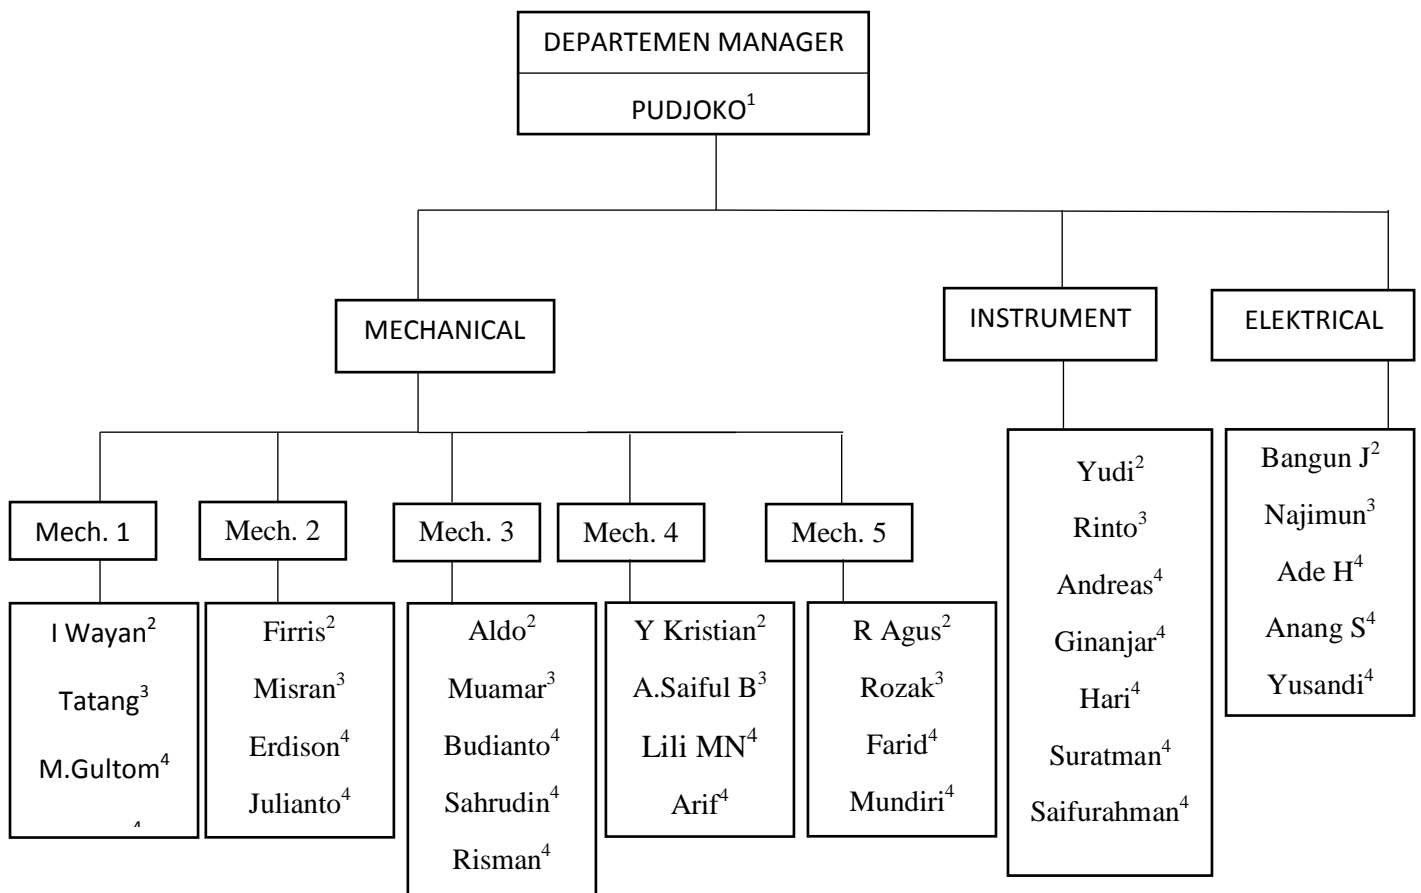 DEPARTEMEN MANAGER
PUDJOKO¹
MECHANICAL
INSTRUMENT
ELEKTRICAL
Mech. 1
Mech. 2
Mech. 3
Mech. 4
Mech. 5
I Wayan²
Tatang³
M.Gultom⁴
Firris²
Misran³
Erdison⁴
Julianto⁴
Aldo²
Muamar³
Budianto⁴
Sahrudin⁴
Risman⁴
Y Kristian²
A.Saiful B³
Lili MN⁴
Arif⁴
R Agus²
Rozak³
Farid⁴
Mundiri⁴
Yudi²
Rinto³
Andreas⁴
Ginanjar⁴
Hari⁴
Suratman⁴
Saifurahman⁴
Bangun J²
Najimun³
Ade H⁴
Anang S⁴
Yusandi⁴